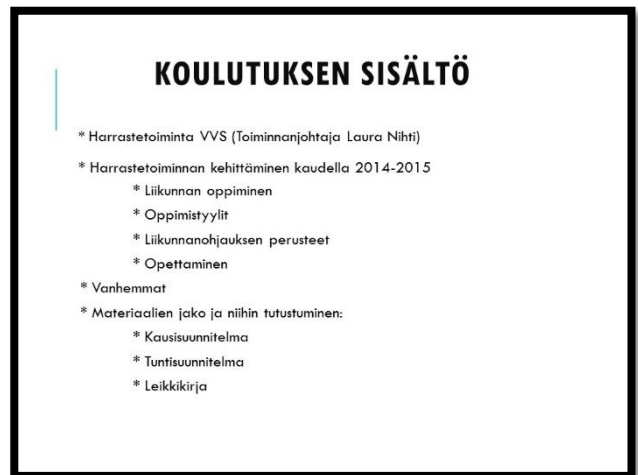 KOULUTUKSEN SISÄLTÖ
* Harrastetoiminta VVS (Toiminnanjohtaja Laura Nihti)
* Harrastetoiminnan kehittäminen kaudella 2014-2015
* Liikunnan oppiminen
* Oppimistyylit
* Liikunnanohjauksen perusteet
* Opettaminen
* Vanhemmat
* Materiaalien jako ja niihin tutustuminen:
* Kausisuunnitelma
* Tuntisuunnitelma
* Leikkikirja